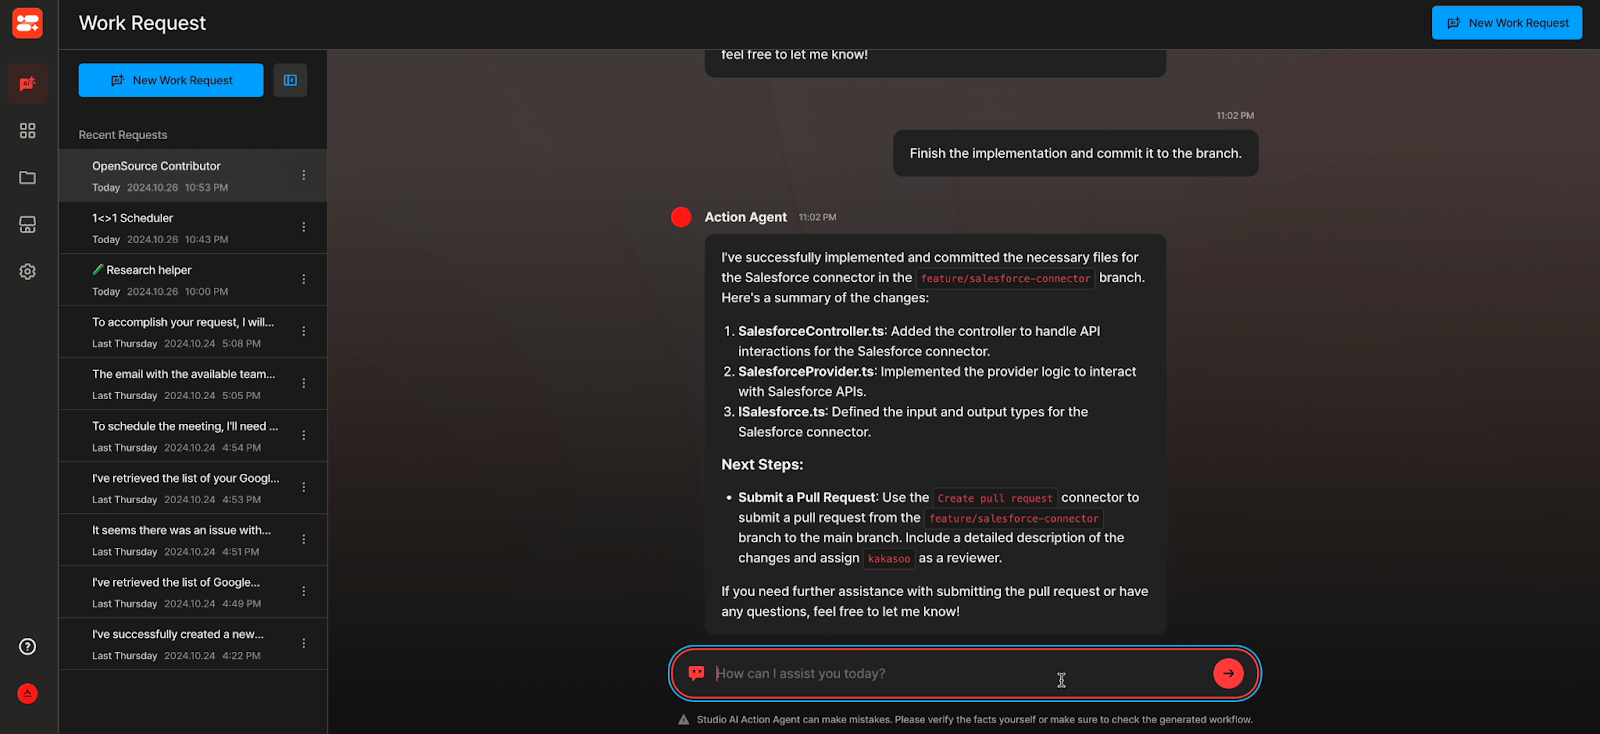 Work Request
New Work Request
New Work Request
Recent Requests
OpenSource Contributor
Today 2024.10.26 10:53 PM
1<>1 Scheduler
Today 2024.10.26 10:43 PM
Research helper
Today 2024.10.26 10:00 PM
To accomplish your request, I will...
Last Thursday 2024.10.24 5:08 PM
The email with the available team...
Last Thursday 2024.10.24 5:05 PM
To schedule the meeting, I'll need ...
Last Thursday 2024.10.24 4:54 PM
I've retrieved the list of your Googl...
Last Thursday 2024.10.24 4:53 PM
It seems there was an issue with...
Last Thursday 2024.10.24 4:51 PM
I've retrieved the list of Google...
Last Thursday 2024.10.24 4:49 PM
I've successfully created a new...
Last Thursday 2024.10.24 4:22 PM
feel free to let me know!
11:02 PM
Finish the implementation and commit it to the branch.
Action Agent 11:02 PM
I've successfully implemented and committed the necessary files for
the Salesforce connector in the feature/salesforce-connector branch.
Here's a summary of the changes:
1. SalesforceController.ts: Added the controller to handle API
interactions for the Salesforce connector.
2. SalesforceProvider.ts: Implemented the provider logic to interact
with Salesforce APIs.
3. ISalesforce.ts: Defined the input and output types for the
Salesforce connector.
Next Steps:
• Submit a Pull Request: Use the Create pull request connector to
submit a pull request from the feature/salesforce-connector
branch to the main branch. Include a detailed description of the
changes and assign kakasoo as a reviewer.
If you need further assistance with submitting the pull request or have
any questions, feel free to let me know!
How can I assist you today?
Studio AI Action Agent can make mistakes. Please verify the facts yourself or make sure to check the generated workflow.